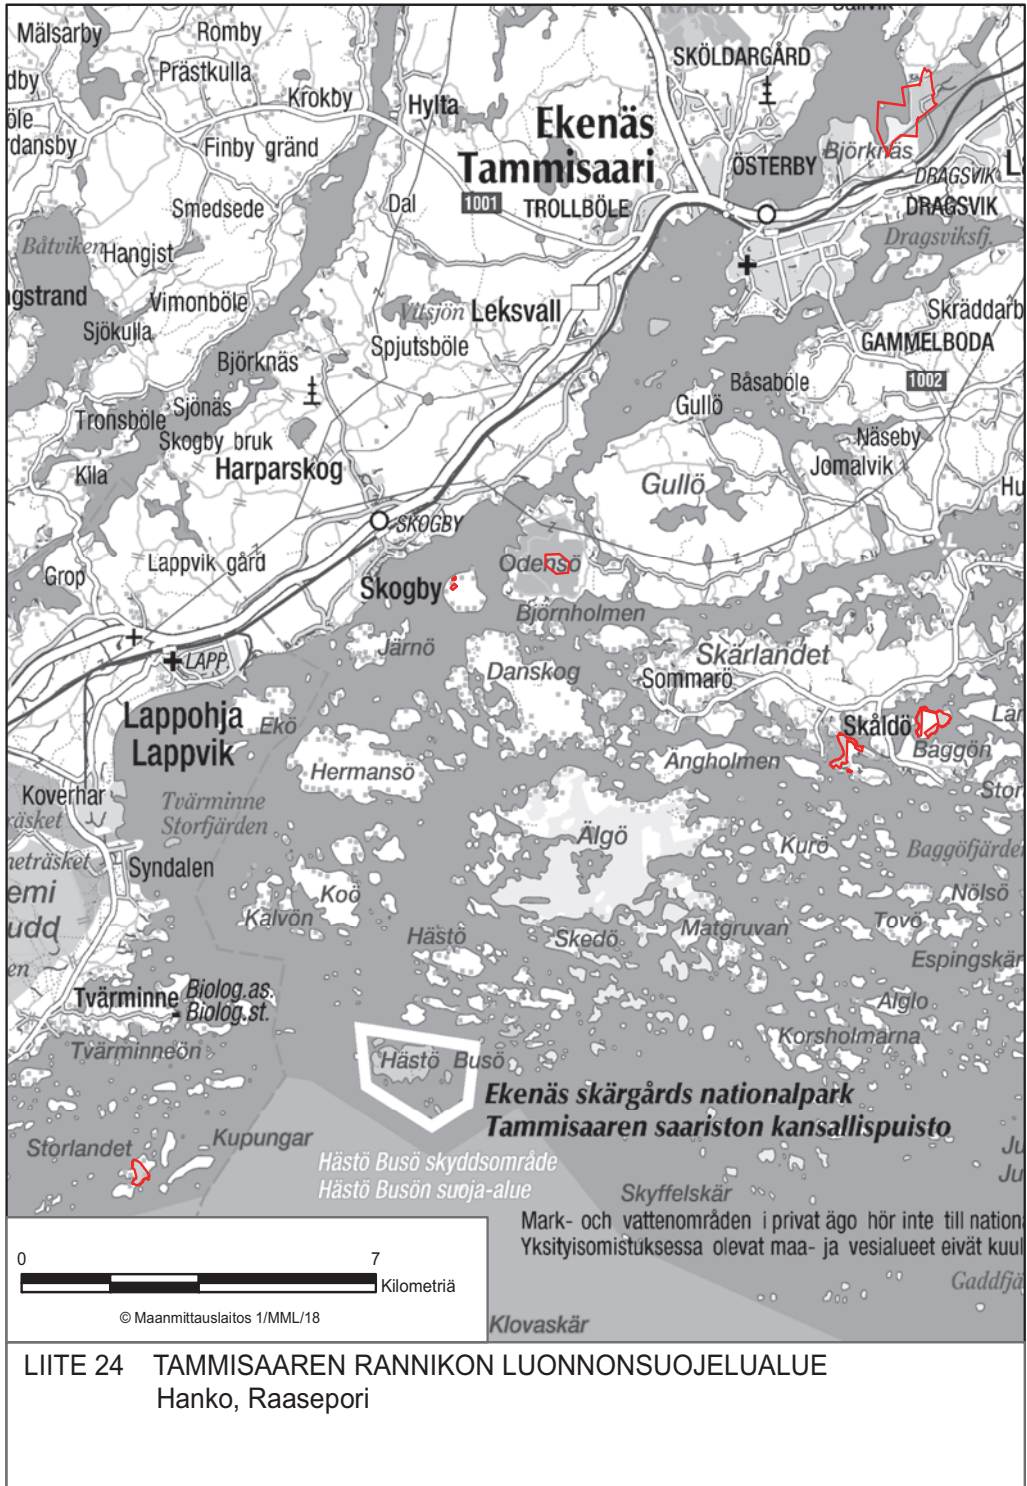 Mälsarby
Romby
SKÖLDARGÅRD
Prästkulla
Krokby
Hylta
Ekenäs
Tammisaari
Finby gränd
Björknäs
ÖSTERBY
DRAGSVIK
DRAGSVIK
Smedsede
Dal
1001
TROLLBÖLE
Dragsviksfj.
Båtviken
Hangist
Vimonböle
Vitsjön
Leksvall
Sjökulla
Spjutsböle
GAMMELBODA
Björknäs
Båsaböle
1002
Gullö
Sjönäs
Tronsböle
Skogby bruk
Näseby
Harparskog
Jomalvik
Kila
Gullö
SKOGBY
Lappvik gård
Odensö
Grop
Skogby
Björnholmen
Järnö
LAPP.
Danskog
Skärlandet
Sommarö
Lappohja
Lappvik
Ekö
Skåldö
Baggön
Hermansö
Ängholmen
Koverhar
Tvärminne
Storfjärden
Älgö
Kurö
Baggöfjärden
Syndalen
Koö
Nölsö
Kalvön
Hästö
Skedö
Matgruvan
Tovö
Espingskär
Tvärminne
Biolog.as.
Biolog.st.
Alglo
Korsholmarna
Tvärminneön
Hästö Busö
Ekenäs skärgårds nationalpark
Tammisaaren saariston kansallispuisto
Storlandet
Kupungar
Hästö Busö skyddsområde
Hästö Busön suoja-alue
Skyffelskär
Mark- och vattenområden i privat ägo hör inte till nation
Yksityisomistuksessa olevat maa- ja vesialueet eivät kuul
0
7
Kilometriä
© Maanmittauslaitos 1/MML/18
Klovaskär
LIITE 24 TAMMISAAREN RANNIKON LUONNONSUOJELUALUE
Hanko, Raasepori